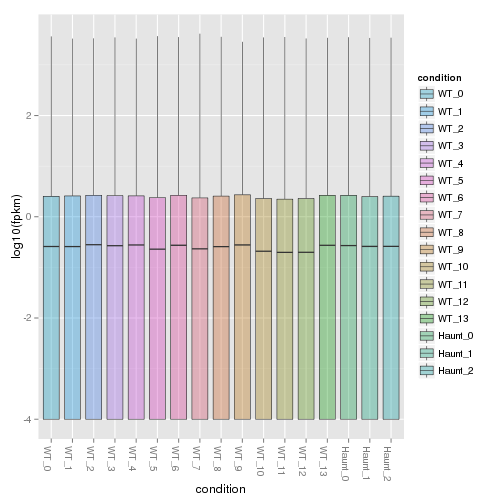 condition
WT_0
WT_1
WT_2
WT_3
WT_4
WT_5
WT_6
WT_7
WT_8
WT_9
WT_10
WT_11
WT_12
WT_13
Haunt_0
Haunt_1
Haunt_2
log10(fpkm)
2
0
-2
-4
WT_0
WT_1
WT_2
WT_3
WT_4
WT_5
WT_6
WT_7
WT_8
WT_9
WT_10
WT_11
WT_12
WT_13
Haunt_0
Haunt_1
Haunt_2
condition